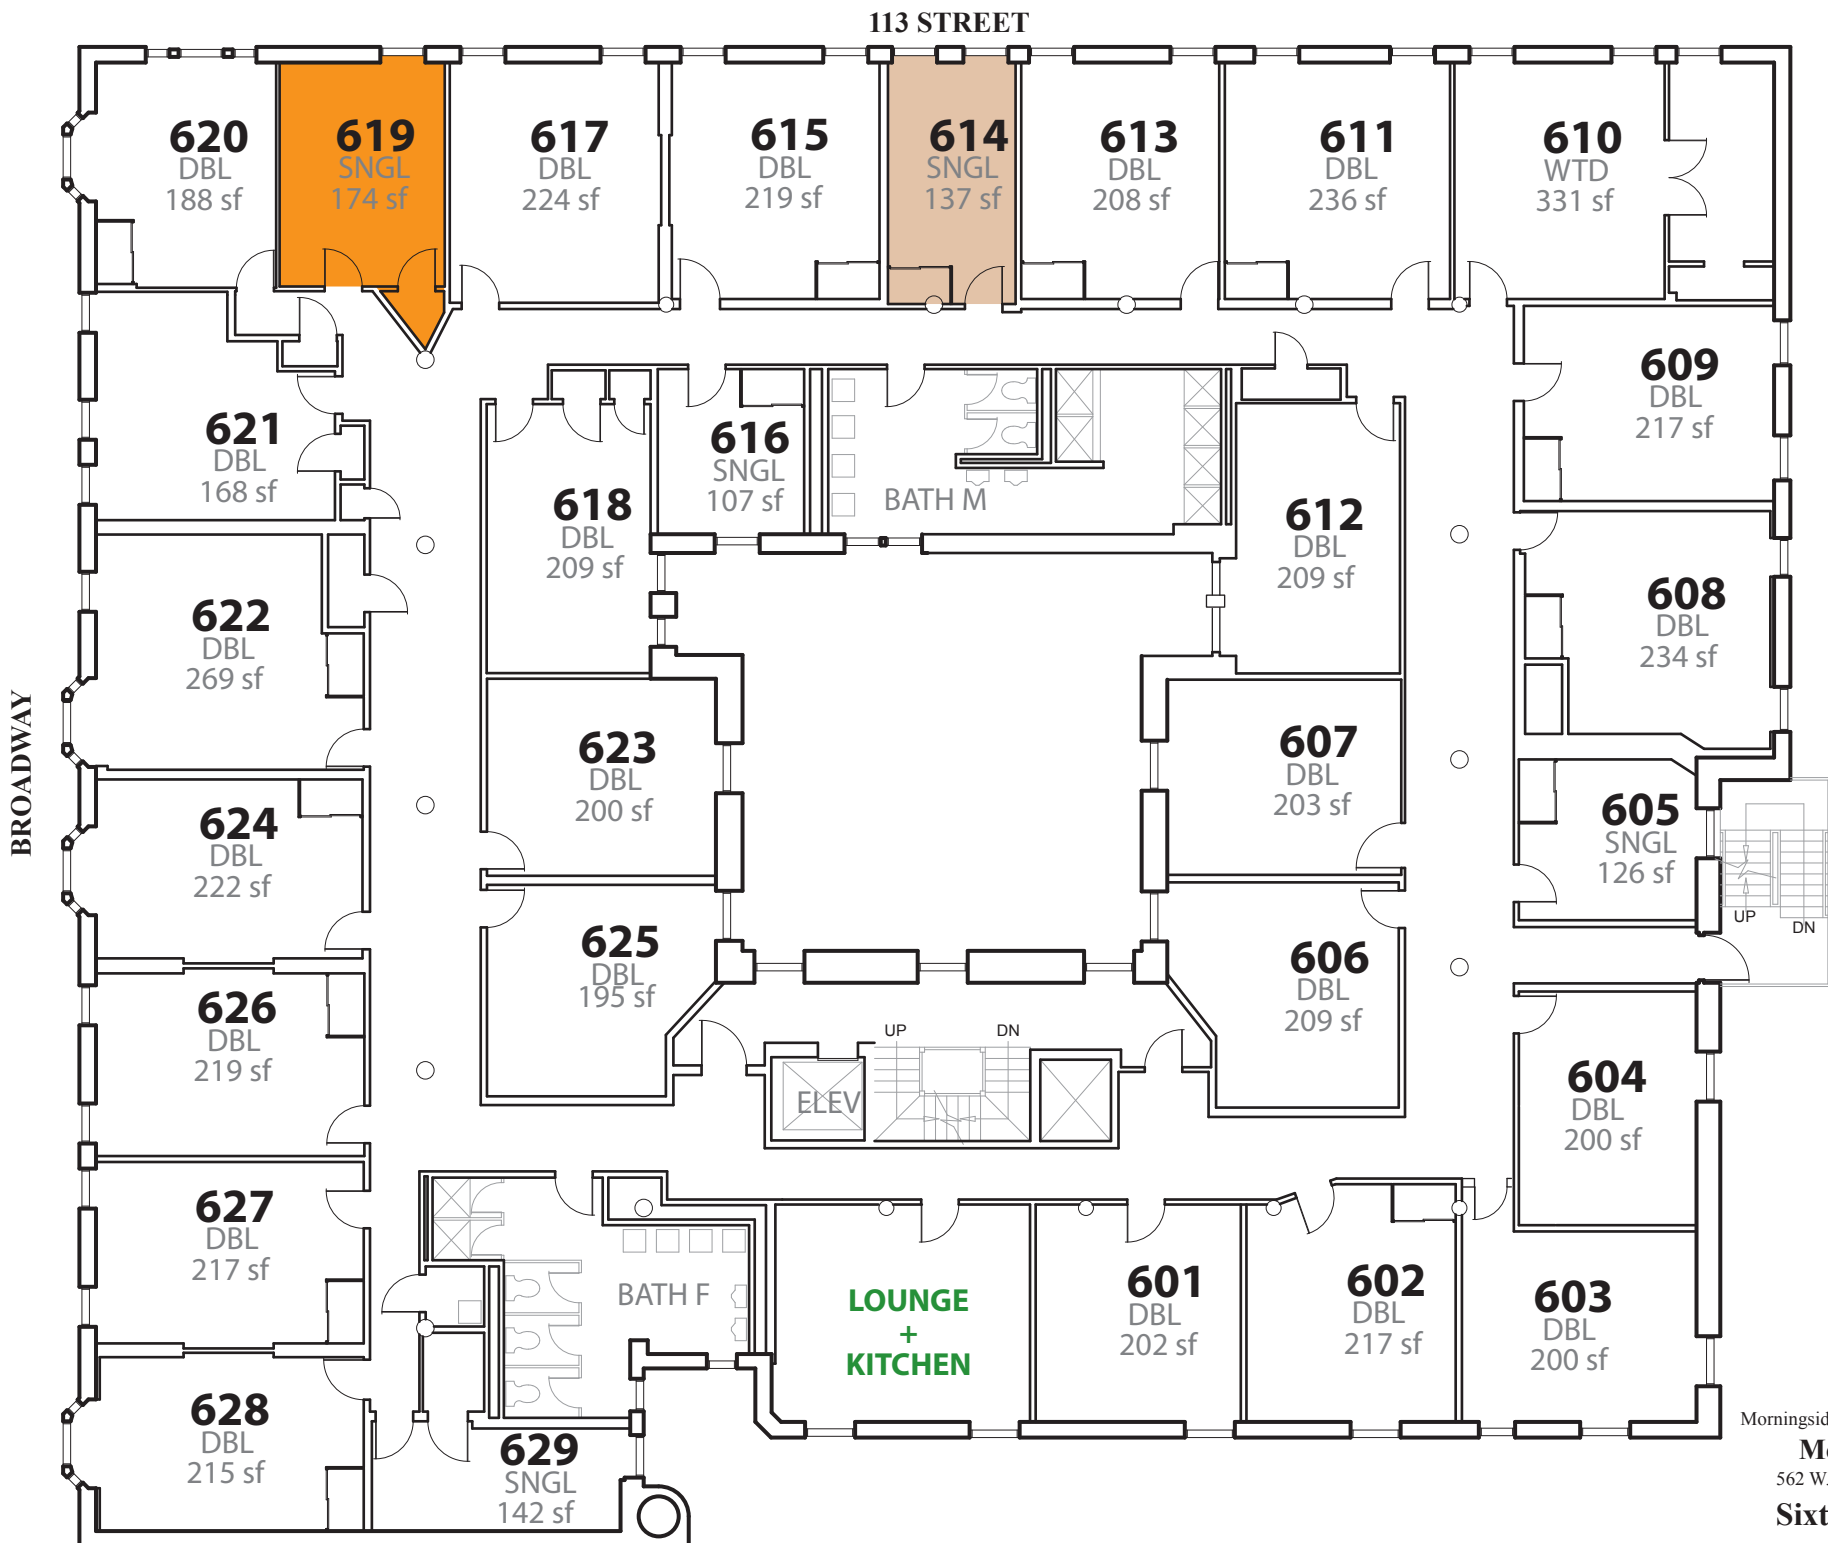 113 STREET
620
DBL
188 sf
619
SNGL
174 sf
617
DBL
224 sf
615
DBL
219 sf
614
SNGL
137 sf
613
DBL
208 sf
611
DBL
236 sf
610
WTD
331 sf
609
DBL
217 sf
621
DBL
168 sf
618
DBL
209 sf
616
SNGL
107 sf
BATH M
612
DBL
209 sf
608
DBL
234 sf
622
DBL
269 sf
BROADWAY
623
DBL
200 sf
607
DBL
203 sf
605
SNGL
126 sf
UP
DN
624
DBL
222 sf
625
DBL
195 sf
606
DBL
209 sf
626
DBL
219 sf
UP
DN
ELEV
604
DBL
200 sf
627
DBL
217 sf
BATH F
LOUNGE
+
KITCHEN
601
DBL
202 sf
602
DBL
217 sf
603
DBL
200 sf
628
DBL
215 sf
629
SNGL
142 sf
Morningsid
562 W
Sixt